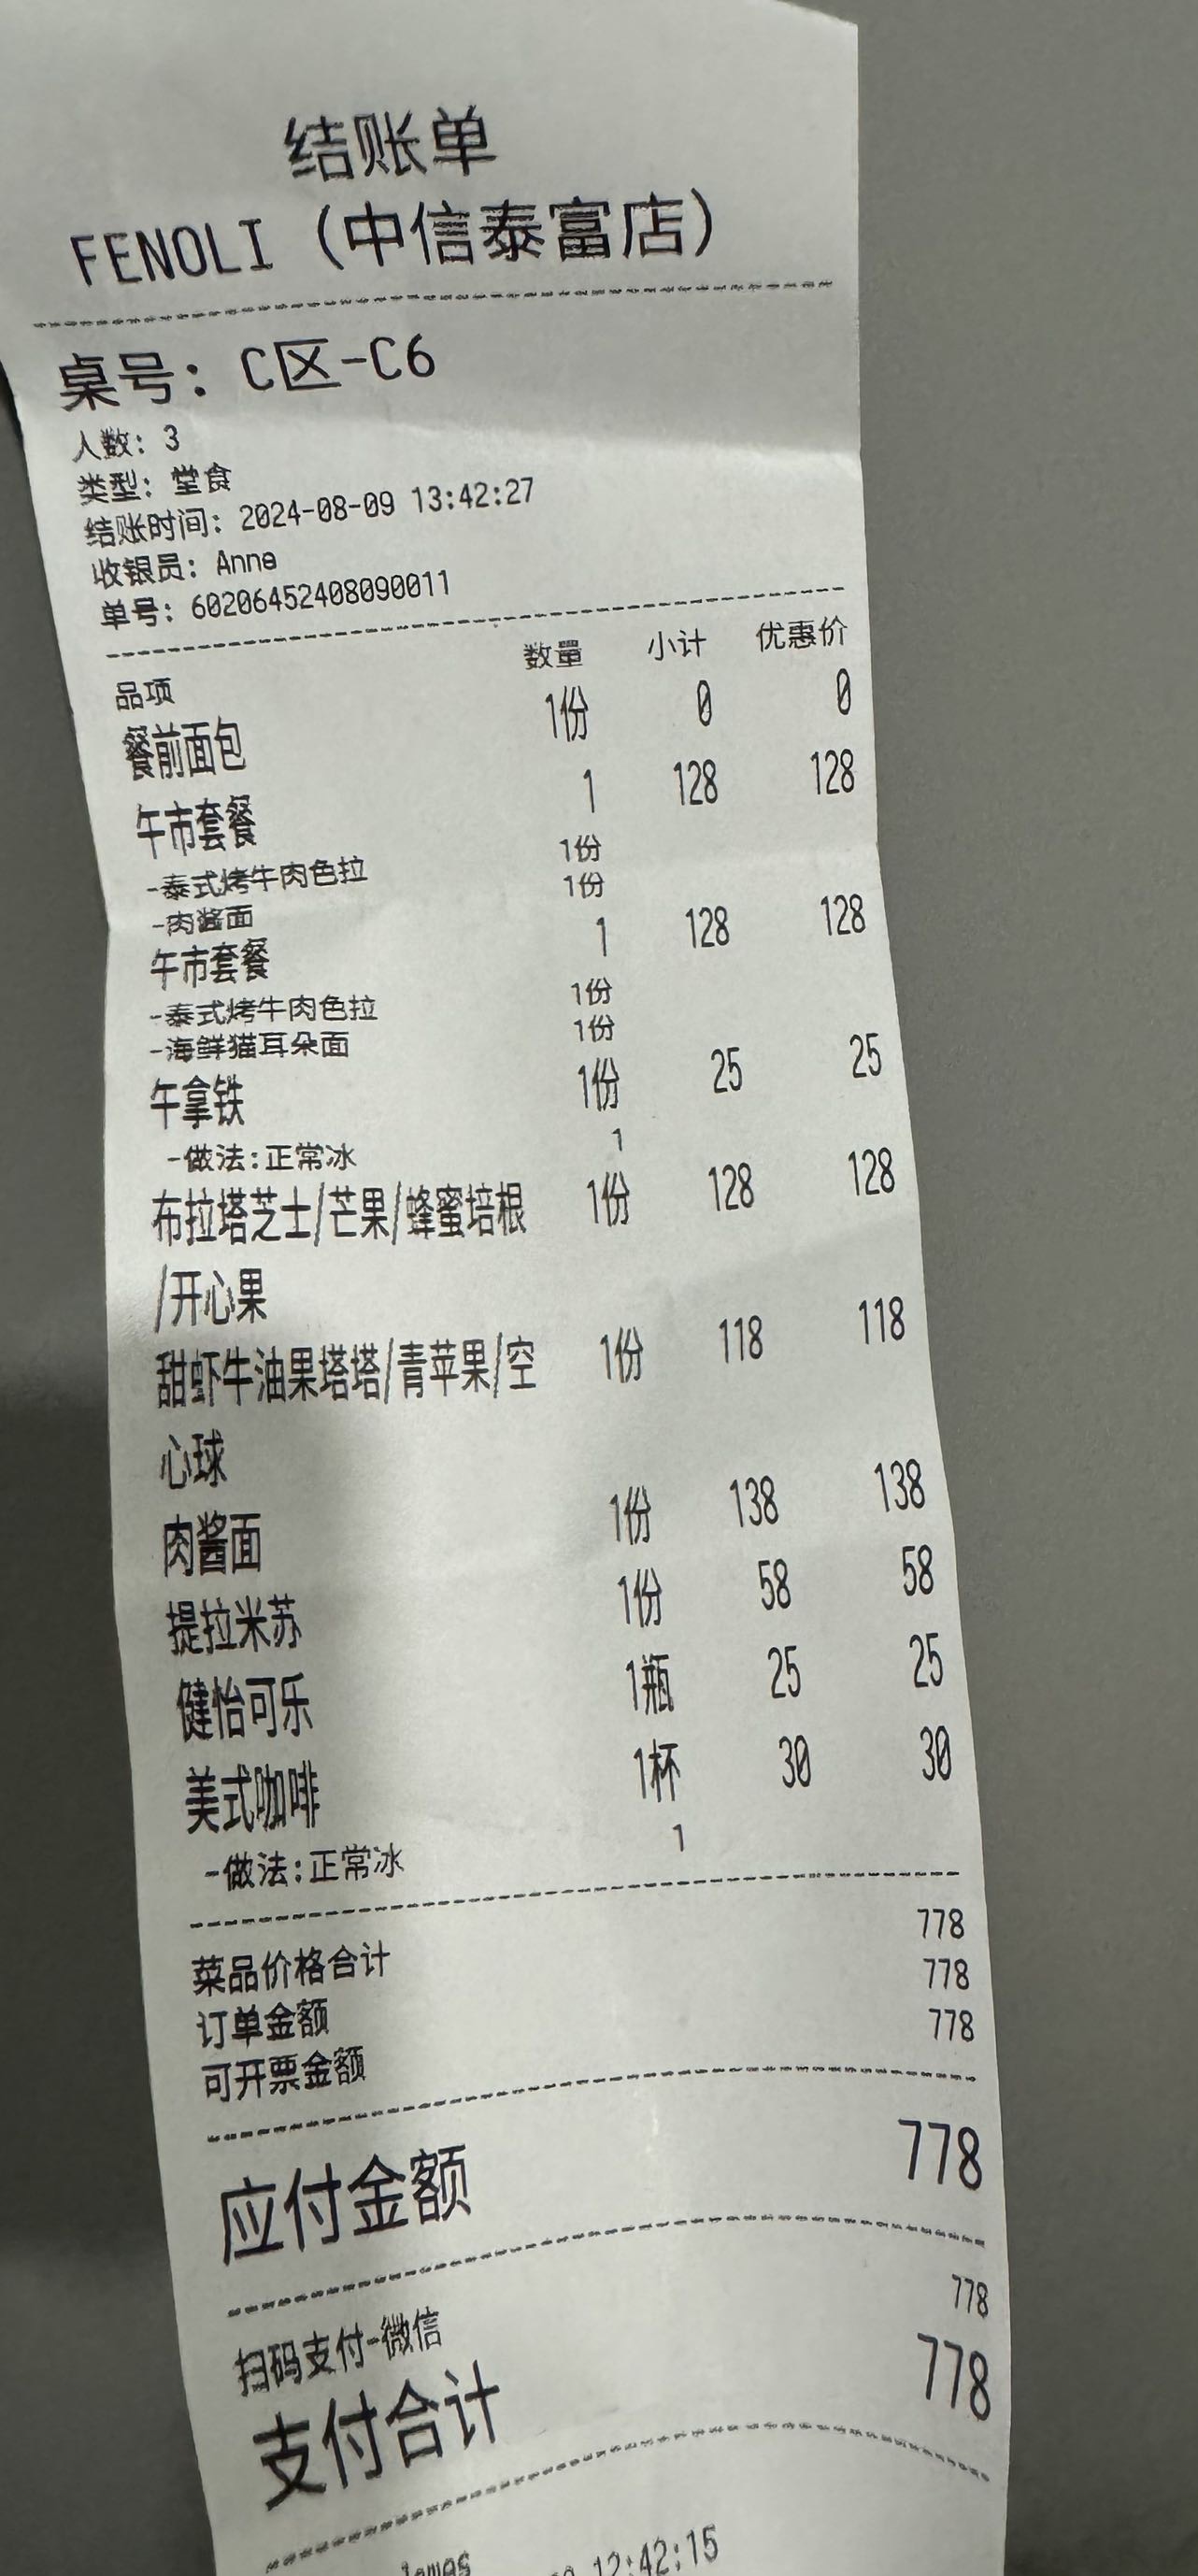 结账单
FENOLI（中信泰富店）
桌号：C区-C6
人数：3
类型：堂食
结账时间：2024-08-09 13:42:27
收银员：Anna
单号：60206452408090011
品项 数量 小计 优惠价
餐前面包 1份 0 0
午市套餐 1 128 128
-泰式烤牛肉色拉 1份
-肉酱面 1份
午市套餐 1 128 128
-泰式烤牛肉色拉 1份
-海鲜猫耳朵面 1份
午拿铁 1份 25 25
-做法:正常冰 1
布拉塔芝士/芒果/蜂蜜培根 1份 128 128
/开心果
甜虾牛油果塔塔/青苹果/空 1份 118 118
心球
肉酱面 1份 138 138
提拉米苏 1份 58 58
健怡可乐 1瓶 25 25
美式咖啡 1杯 30 30
-做法:正常冰 1
菜品价格合计 778
订单金额 778
可开票金额 778
应付金额 778
扫码支付-微信 778
支付合计 778
12:42:15